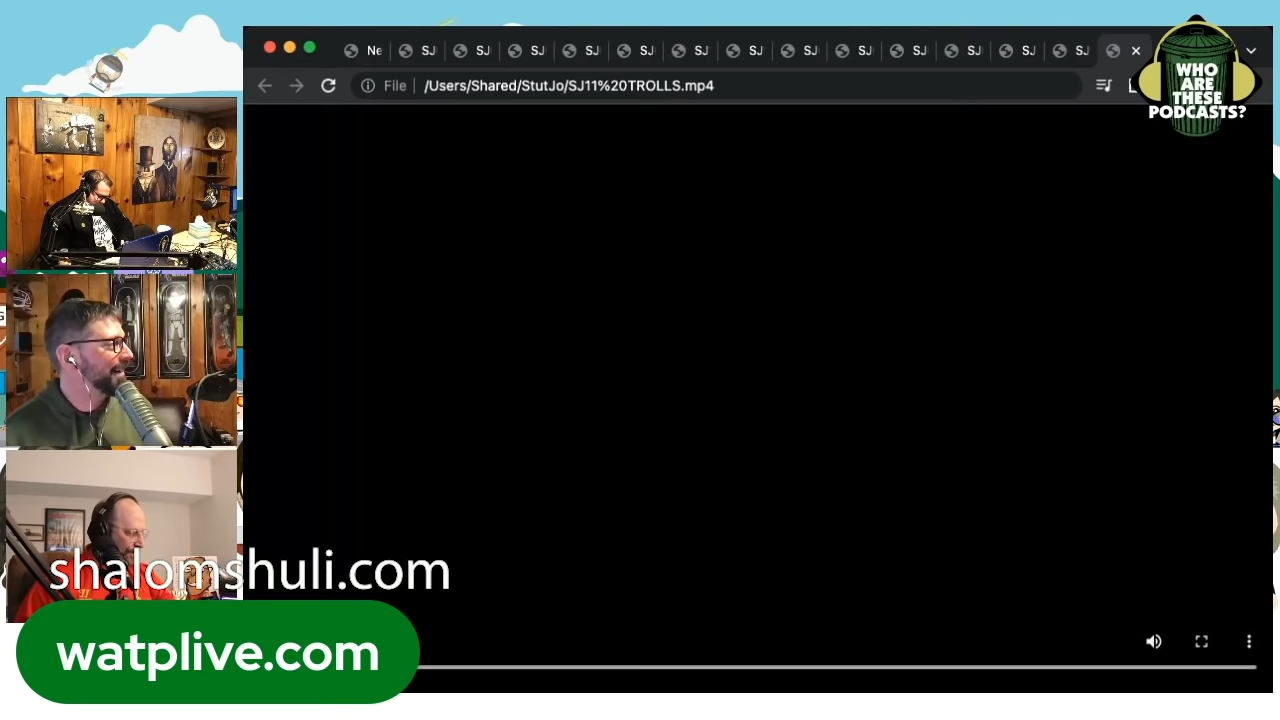 Ne SJ SJ SJ SJ SJ SJ SJ SJ SJ SJ SJ SJ SJ
File /Users/Shared/StutJo/SJ11%20TROLLS.mp4
WHO
ARE
THESE
PODCASTS?
shalomshuli.com
watplive.com